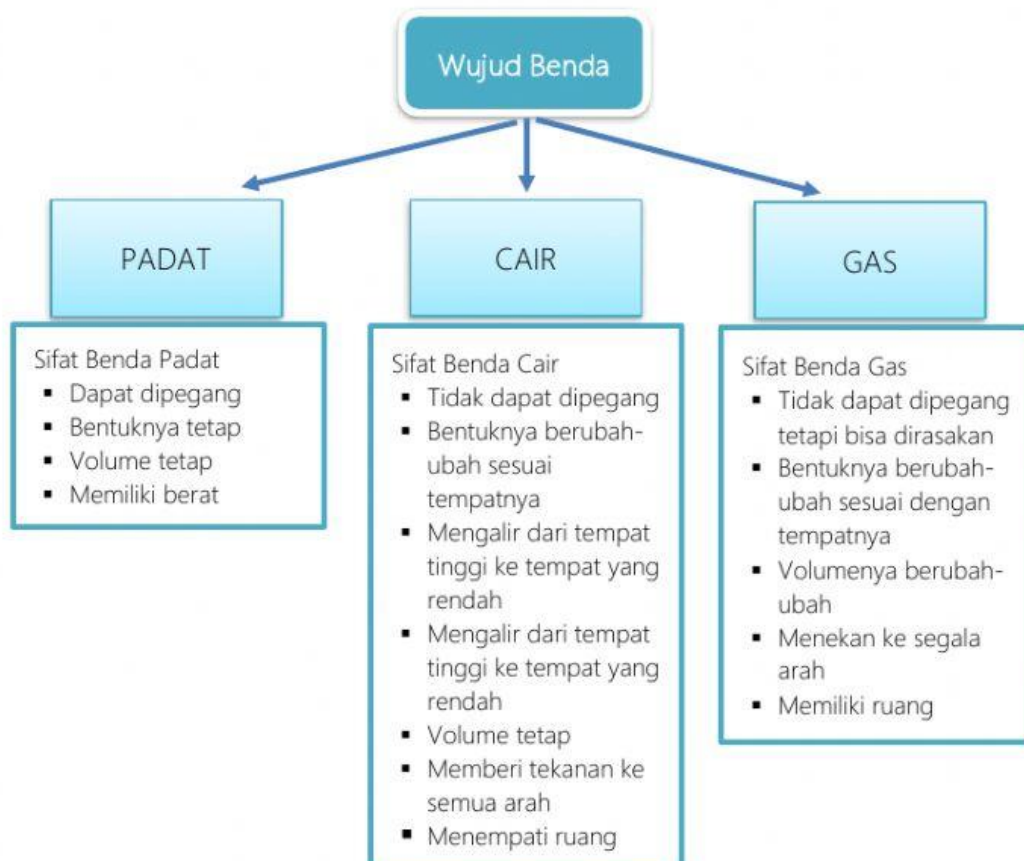 Wujud Benda
PADAT
Sifat Benda Padat
▪ Dapat dipegang
▪ Bentuknya tetap
▪ Volume tetap
▪ Memiliki berat
CAIR
Sifat Benda Cair
▪ Tidak dapat dipegang
▪ Bentuknya berubah-
ubah sesuai
tempatnya
▪ Mengalir dari tempat
tinggi ke tempat yang
rendah
▪ Mengalir dari tempat
tinggi ke tempat yang
rendah
▪ Volume tetap
▪ Memberi tekanan ke
semua arah
▪ Menempati ruang
GAS
Sifat Benda Gas
▪ Tidak dapat dipegang
tetapi bisa dirasakan
▪ Bentuknya berubah-
ubah sesuai dengan
tempatnya
▪ Volumenya berubah-
ubah
▪ Menekan ke segala
arah
▪ Memiliki ruang